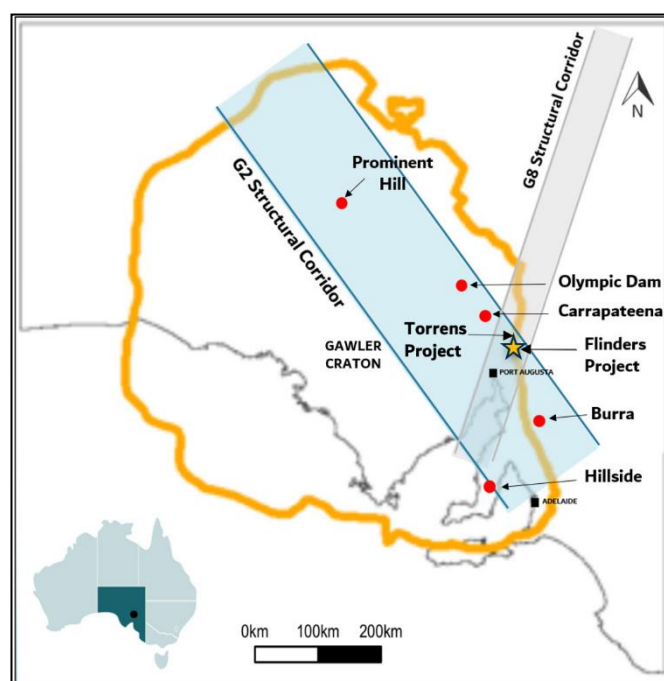 G8 Structural Corridor
N
Prominent
Hill
G2 Structural Corridor
Olympic Dam
Carrapateena
Torrens
Project
Flinders
Project
GAWLER
CRATON
PORT AUGUSTA
Burra
Hillside
ADELAIDE
0km 100km 200km